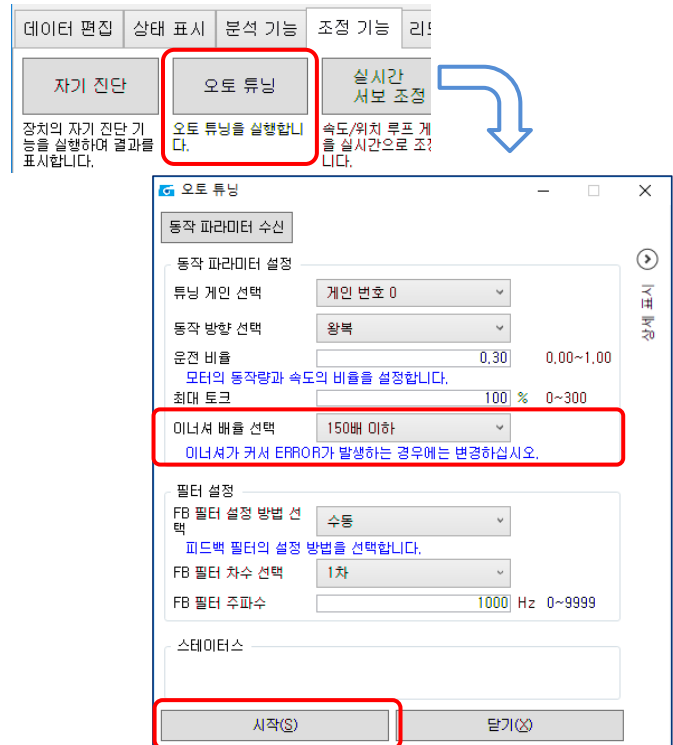 데이터 편집 상태 표시 분석 기능 조정 기능
자기 진단 오토 튜닝 실시간
서보 조정
장치의 자기 진단 기
능을 실행하여 결과를
표시합니다.
오토 튜닝을 실행합니
다.
속도/위치 루프
을 실시간으로
니다.
오토 튜닝
동작 파라미터 수신
상세 표시
동작 파라미터 설정
튜닝 게인 선택 게인 번호 0
동작 방향 선택 왕복
운전 비율 0.30 0.00~1.00
모터의 동작량과 속도의 비율을 설정합니다.
최대 토크 100 % 0~300
이너셔 배율 선택 150배 이하
이너셔가 커서 ERROR가 발생하는 경우에는 변경하십시오.
필터 설정
FB 필터 설정 방법 선
택 수동
피드백 필터의 설정 방법을 선택합니다.
FB 필터 차수 선택 1차
FB 필터 주파수 1000 Hz 0~9999
스테이터스
시작(S) 닫기(X)